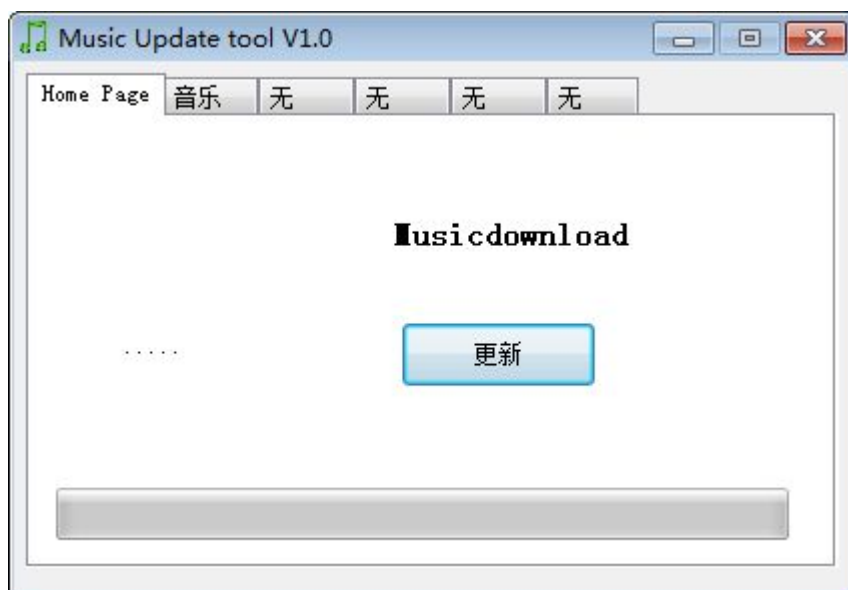 Music Update tool V1.0
Home Page 音乐 无 无 无 无
Musicdownload
..... 更新